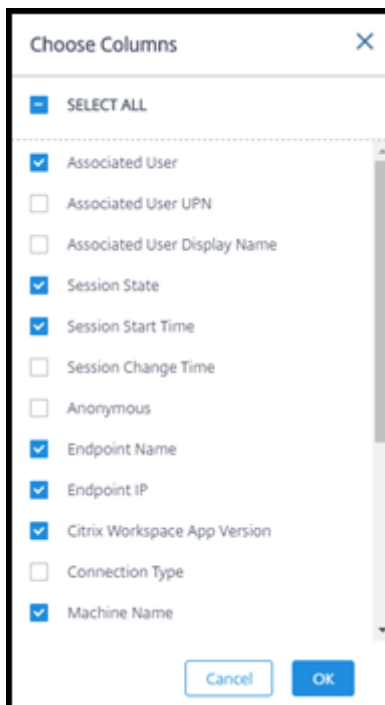 Choose Columns
SELECT ALL
Associated User
Associated User UPN
Associated User Display Name
Session State
Session Start Time
Session Change Time
Anonymous
Endpoint Name
Endpoint IP
Citrix Workspace App Version
Connection Type
Machine Name
Cancel OK